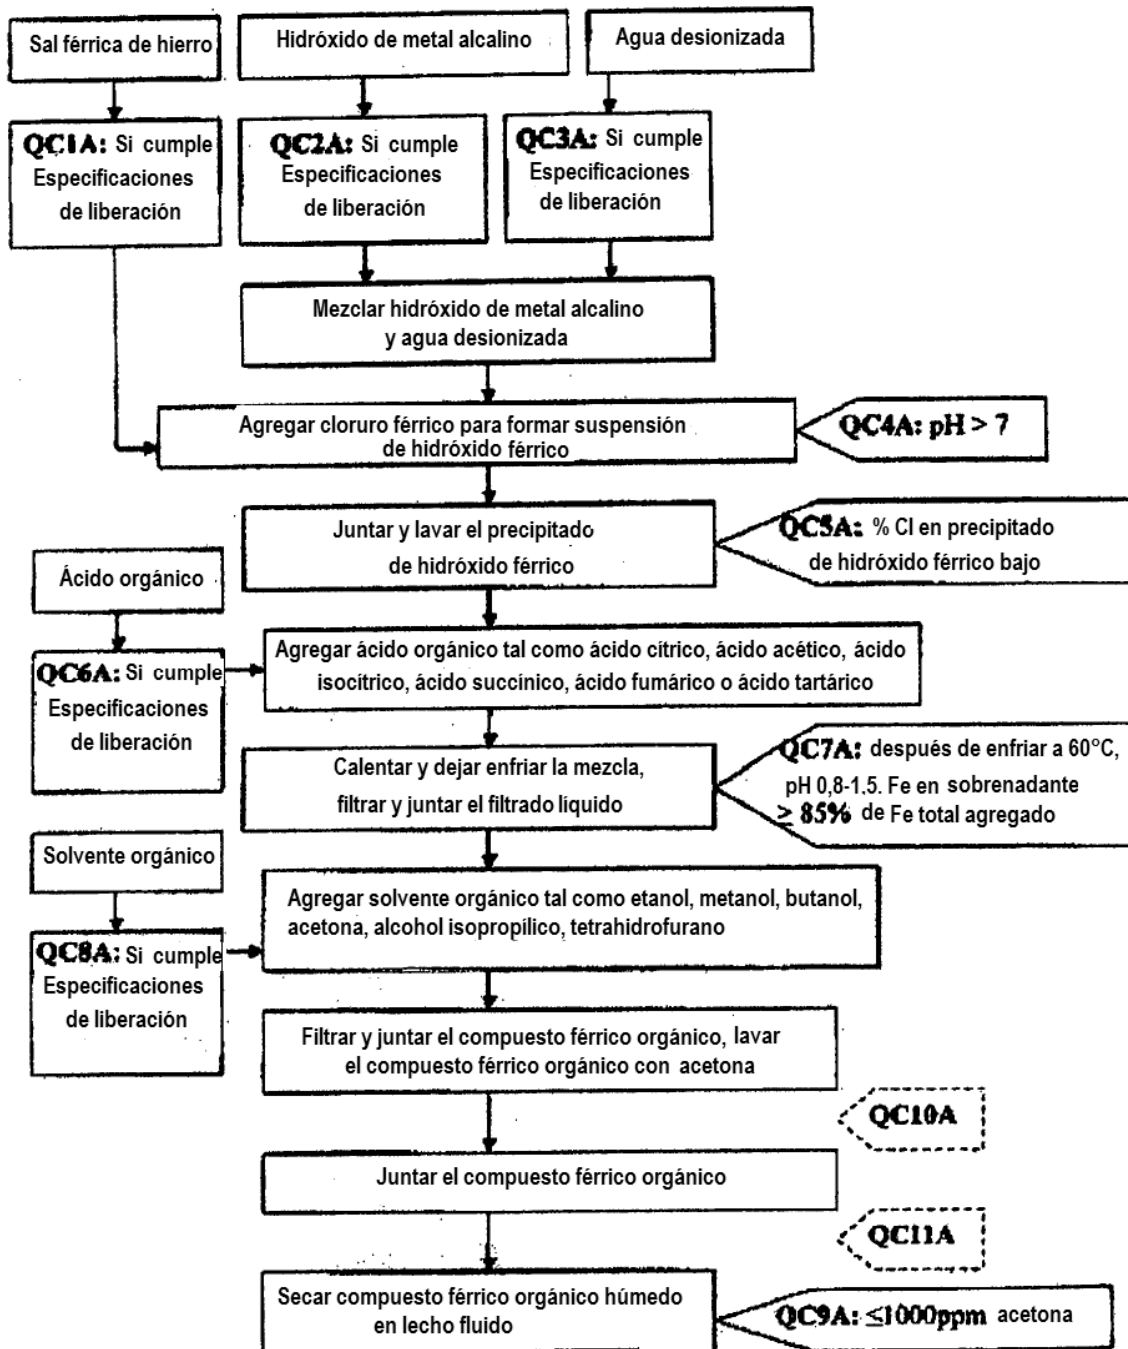 Sal férrica de hierro
Hidróxido de metal alcalino
Agua desionizada
QC1A: Si cumple
Especificaciones
de liberación
QC2A: Si cumple
Especificaciones
de liberación
QC3A: Si cumple
Especificaciones
de liberación
Mezclar hidróxido de metal alcalino
y agua desionizada
Agregar cloruro férrico para formar suspensión
de hidróxido férrico
QC4A: pH > 7
Juntar y lavar el precipitado
de hidróxido férrico
QC5A: % Cl en precipitado
de hidróxido férrico bajo
Ácido orgánico
QC6A: Si cumple
Especificaciones
de liberación
Agregar ácido orgánico tal como ácido cítrico, ácido acético, ácido
isocítrico, ácido succínico, ácido fumárico o ácido tartárico
Calentar y dejar enfriar la mezcla,
filtrar y juntar el filtrado líquido
QC7A: después de enfriar a 60°C,
pH 0,8-1,5. Fe en sobrenadante
≥ 85% de Fe total agregado
Solvente orgánico
QC8A: Si cumple
Especificaciones
de liberación
Agregar solvente orgánico tal como etanol, metanol, butanol,
acetona, alcohol isopropílico, tetrahidrofurano
Filtrar y juntar el compuesto férrico orgánico, lavar
el compuesto férrico orgánico con acetona
QC10A
Juntar el compuesto férrico orgánico
QC11A
Secar compuesto férrico orgánico húmedo
en lecho fluido
QC9A: ≤1000ppm acetona